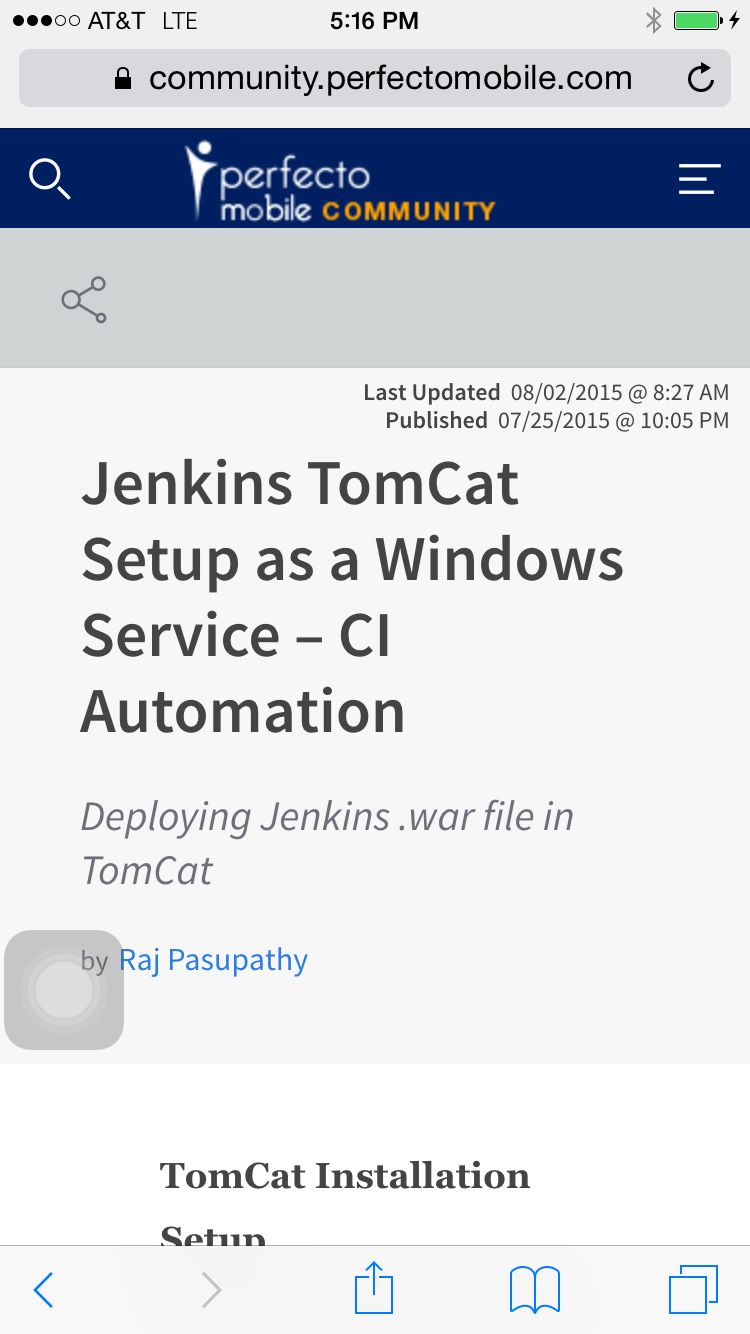 AT&T LTE 5:16 PM
community.perfectomobile.com
perfecto
mobile COMMUNITY
Last Updated 08/02/2015 @ 8:27 AM
Published 07/25/2015 @ 10:05 PM
Jenkins TomCat
Setup as a Windows
Service – CI
Automation
Deploying Jenkins .war file in
TomCat
by Raj Pasupathy
TomCat Installation
Setup